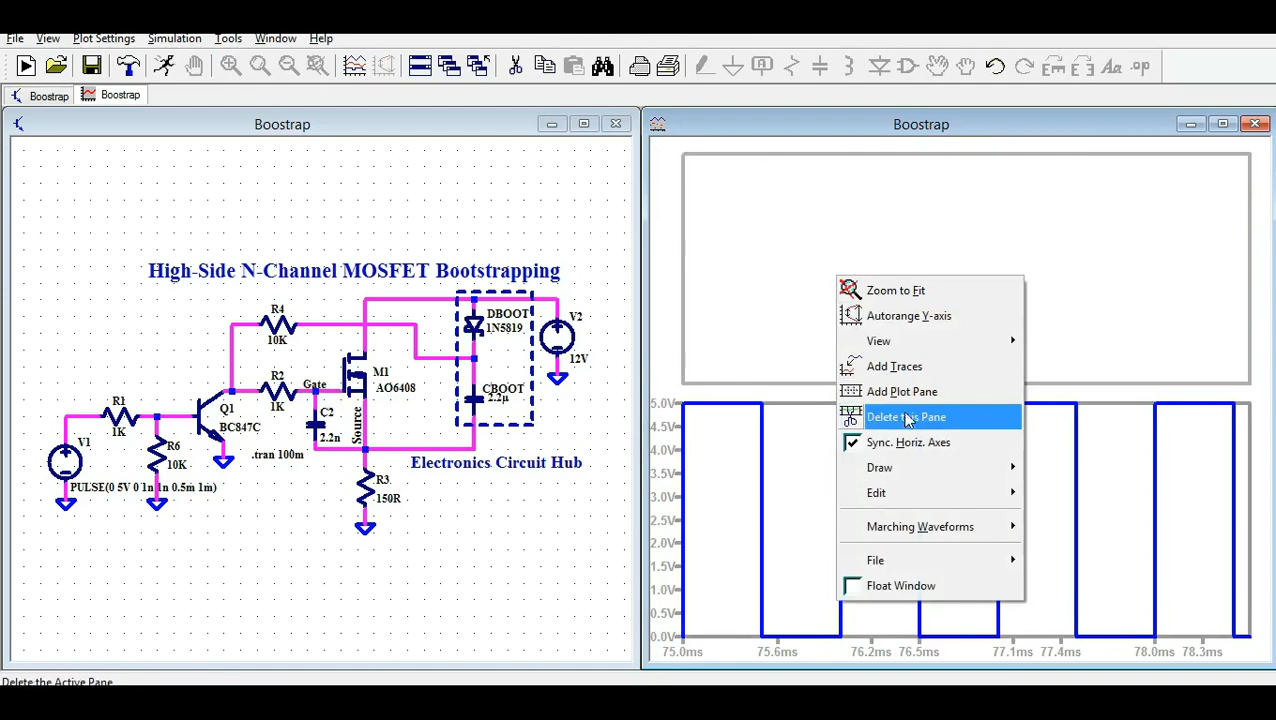 File View Plot Settings Simulation Tools Window Help
Boostrap Boostrap
Boostrap
High-Side N-Channel MOSFET Bootstrapping
R4
10K
DBOOT
1N5819
V2
12V
R2
1K
Gate
M1
AO6408
CBOOT
2.2µ
Q1
BC847C
C2
2.2n
Source
R1
1K
V1
R6
10K
.tran 100m
Electronics Circuit Hub
PULSE(0 5V 0 1n 1n 0.5m 1m)
R3
150R
Boostrap
Zoom to Fit
Autorange Y-axis
View
Add Traces
Add Plot Pane
Delete this Pane
Sync. Horiz. Axes
Draw
Edit
Marching Waveforms
File
Float Window
5.0V
4.5V
4.0V
3.5V
3.0V
2.5V
2.0V
1.5V
1.0V
0.5V
0.0V
75.0ms 75.6ms 76.2ms 76.5ms 77.1ms 77.4ms 78.0ms 78.3ms
Delete the Active Pane